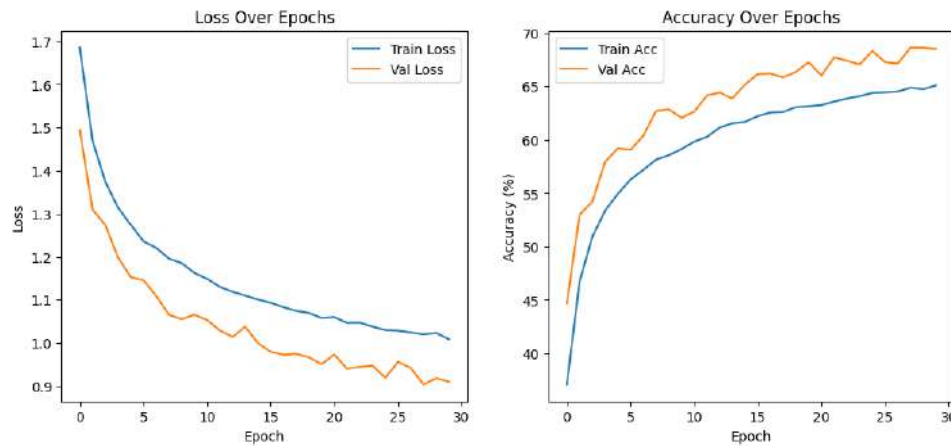 Loss Over Epochs
1.7
1.6
1.5
1.4
1.3
1.2
1.1
1.0
0.9
Loss
0 5 10 15 20 25 30
Epoch
Train Loss
Val Loss
Accuracy Over Epochs
70
65
60
55
50
45
40
Accuracy (%)
0 5 10 15 20 25 30
Epoch
Train Acc
Val Acc